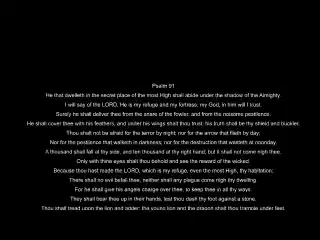 Psalm 91
He that dwelleth in the secret place of the most High shall abide under the shadow of the Almighty.
I will say of the LORD, He is my refuge and my fortress: my God; in him will I trust.
Surely he shall deliver thee from the snare of the fowler, and from the noisome pestilence.
He shall cover thee with his feathers, and under his wings shalt thou trust: his truth shall be thy shield and buckler.
Thou shalt not be afraid for the terror by night; nor for the arrow that flieth by day;
Nor for the pestilence that walketh in darkness; nor for the destruction that wasteth at noonday.
A thousand shall fall at thy side, and ten thousand at thy right hand; but it shall not come nigh thee.
Only with thine eyes shalt thou behold and see the reward of the wicked.
Because thou hast made the LORD, which is my refuge, even the most High, thy habitation;
There shall no evil befall thee, neither shall any plague come nigh thy dwelling.
For he shall give his angels charge over thee, to keep thee in all thy ways.
They shall bear thee up in their hands, lest thou dash thy foot against a stone.
Thou shalt tread upon the lion and adder: the young lion and the dragon shalt thou trample under feet.